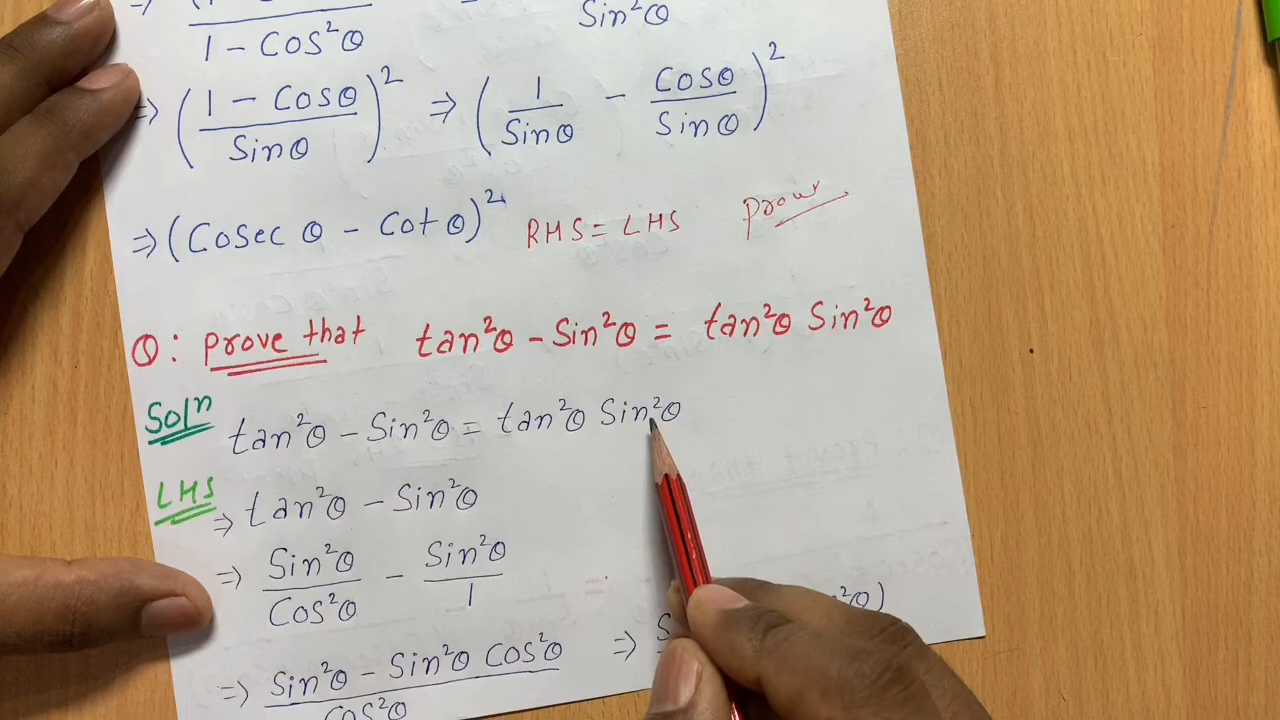 1 - Cos²θ Sin²θ
⇒ (1 - Cosθ / Sinθ)² ⇒ (1 / Sinθ - Cosθ / Sinθ)²
⇒ (Cosec θ - Cot θ)² RHS = LHS
Q: prove that tan²θ - Sin²θ = tan²θ Sin²θ
Solⁿ tan²θ - Sin²θ = tan²θ Sin²θ
LHS ⇒ tan²θ - Sin²θ
⇒ Sin²θ / Cos²θ - Sin²θ / 1
⇒ Sin²θ - Sin²θ Cos²θ / Cos²θ ⇒